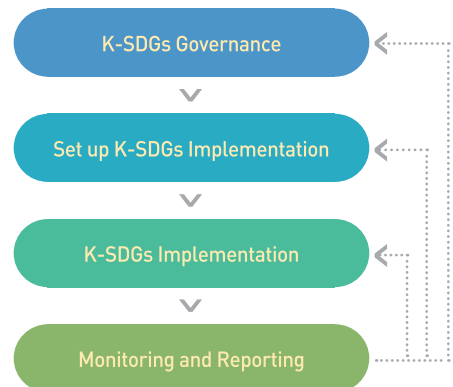 K-SDGs Governance
Set up K-SDGs Implementation
K-SDGs Implementation
Monitoring and Reporting